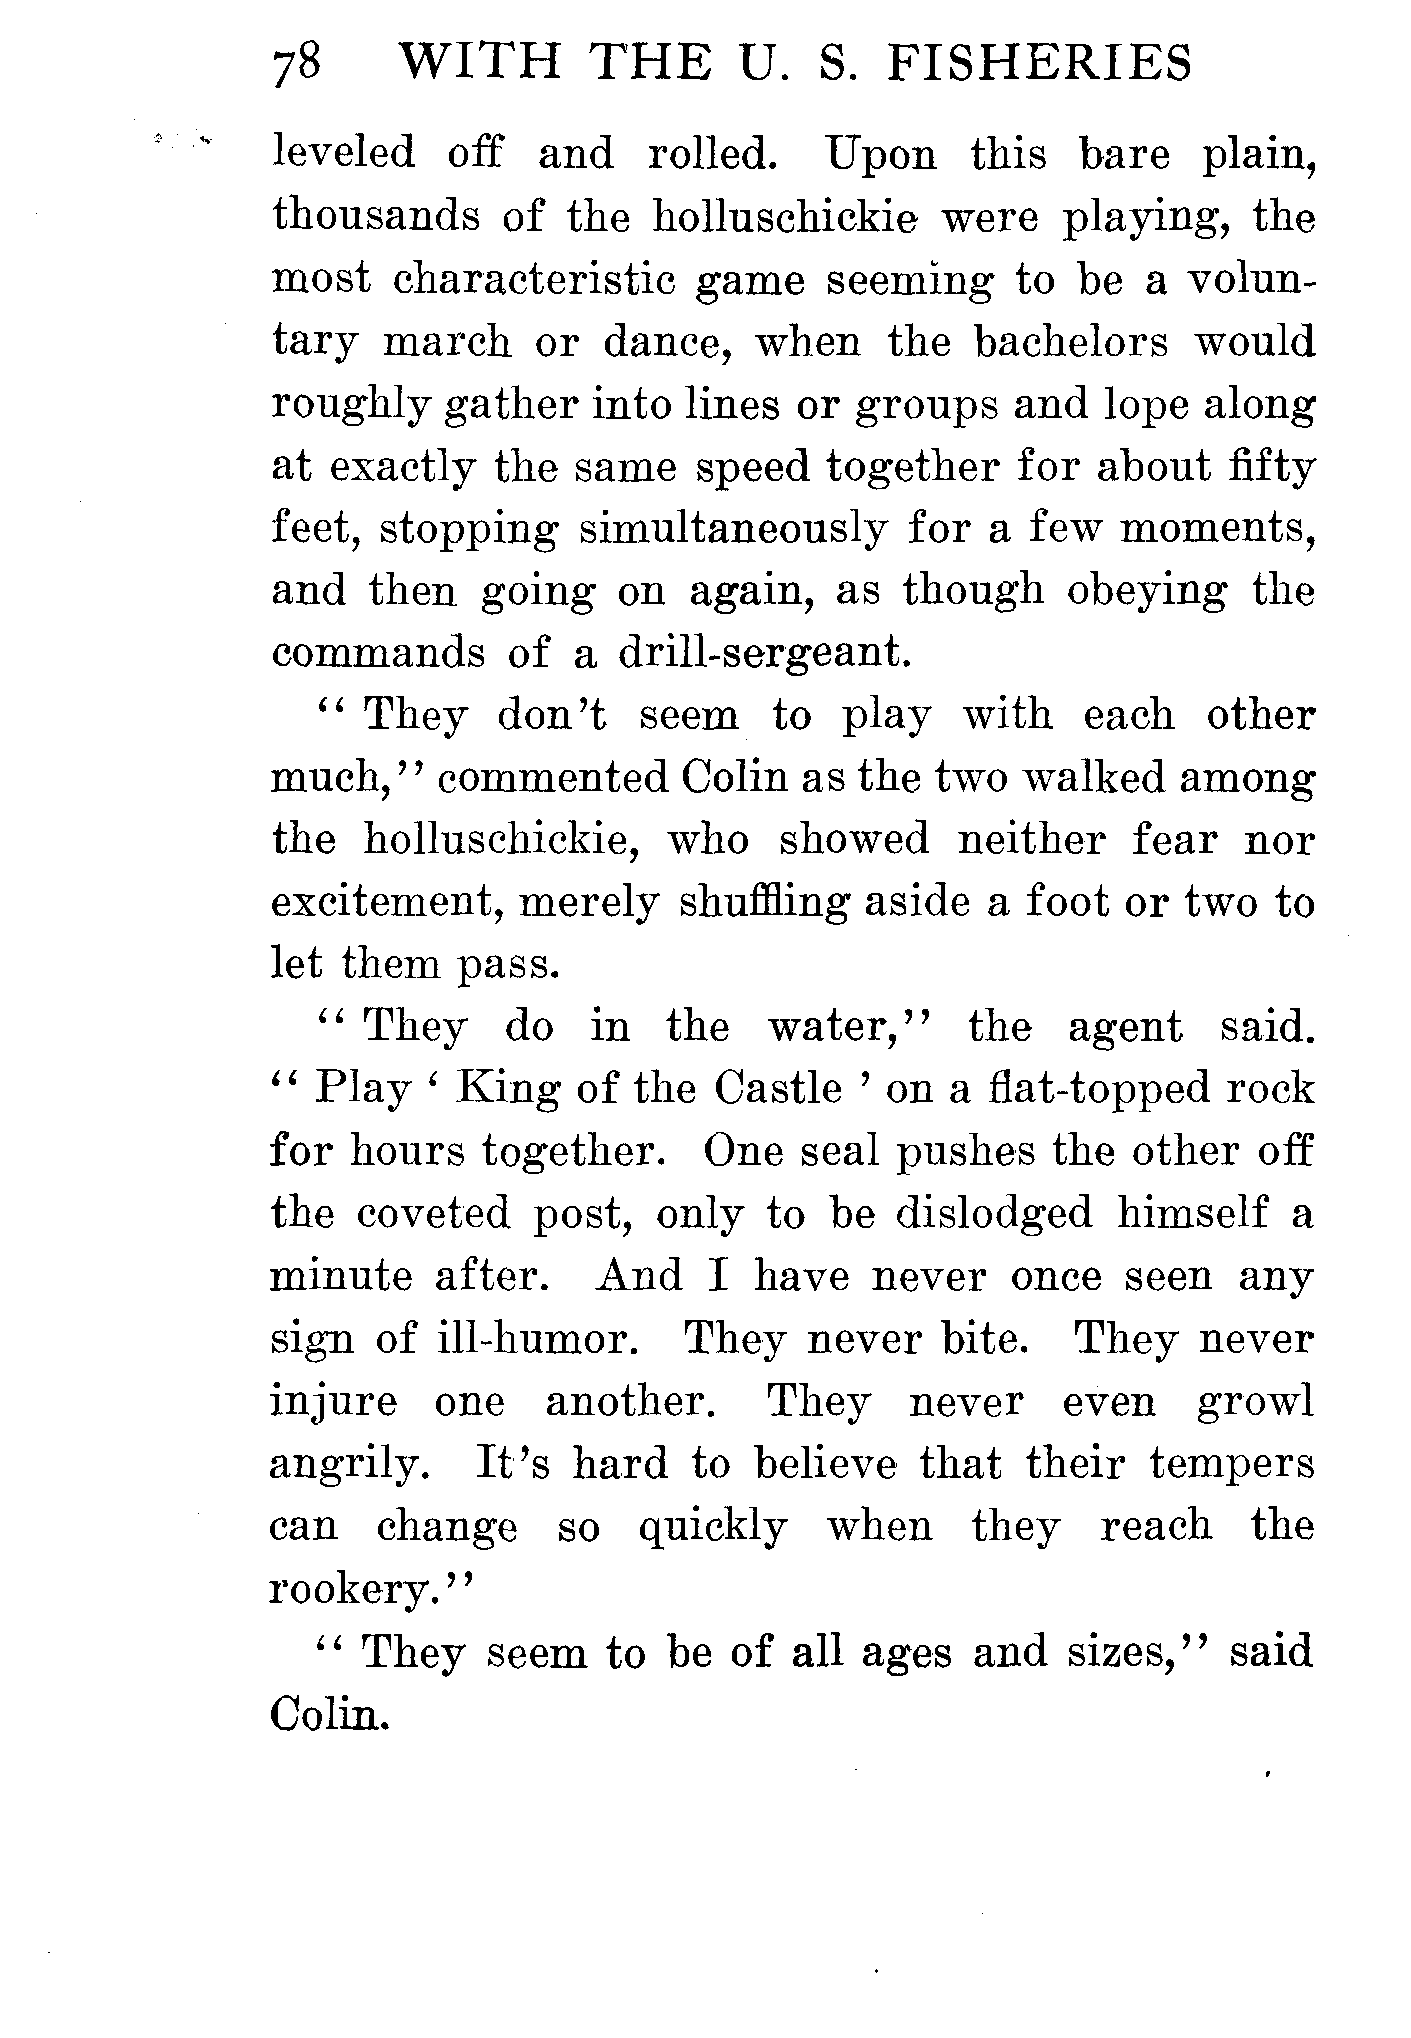 78 WITH THE U. S. FISHERIES
leveled off and rolled. Upon this bare plain,
thousands of the holluschickie were playing, the
most characteristic game seeming to be a volun-
tary march or dance, when the bachelors would
roughly gather into lines or groups and lope along
at exactly the same speed together for about fifty
feet, stopping simultaneously for a few moments,
and then going on again, as though obeying the
commands of a drill-sergeant.
“ They don’t seem to play with each other
much,” commented Colin as the two walked among
the holluschickie, who showed neither fear nor
excitement, merely shuffling aside a foot or two to
let them pass.
“ They do in the water,” the agent said.
“ Play ‘ King of the Castle ’ on a flat-topped rock
for hours together. One seal pushes the other off
the coveted post, only to be dislodged himself a
minute after. And I have never once seen any
sign of ill-humor. They never bite. They never
injure one another. They never even growl
angrily. It’s hard to believe that their tempers
can change so quickly when they reach the
rookery.”
“ They seem to be of all ages and sizes,” said
Colin.